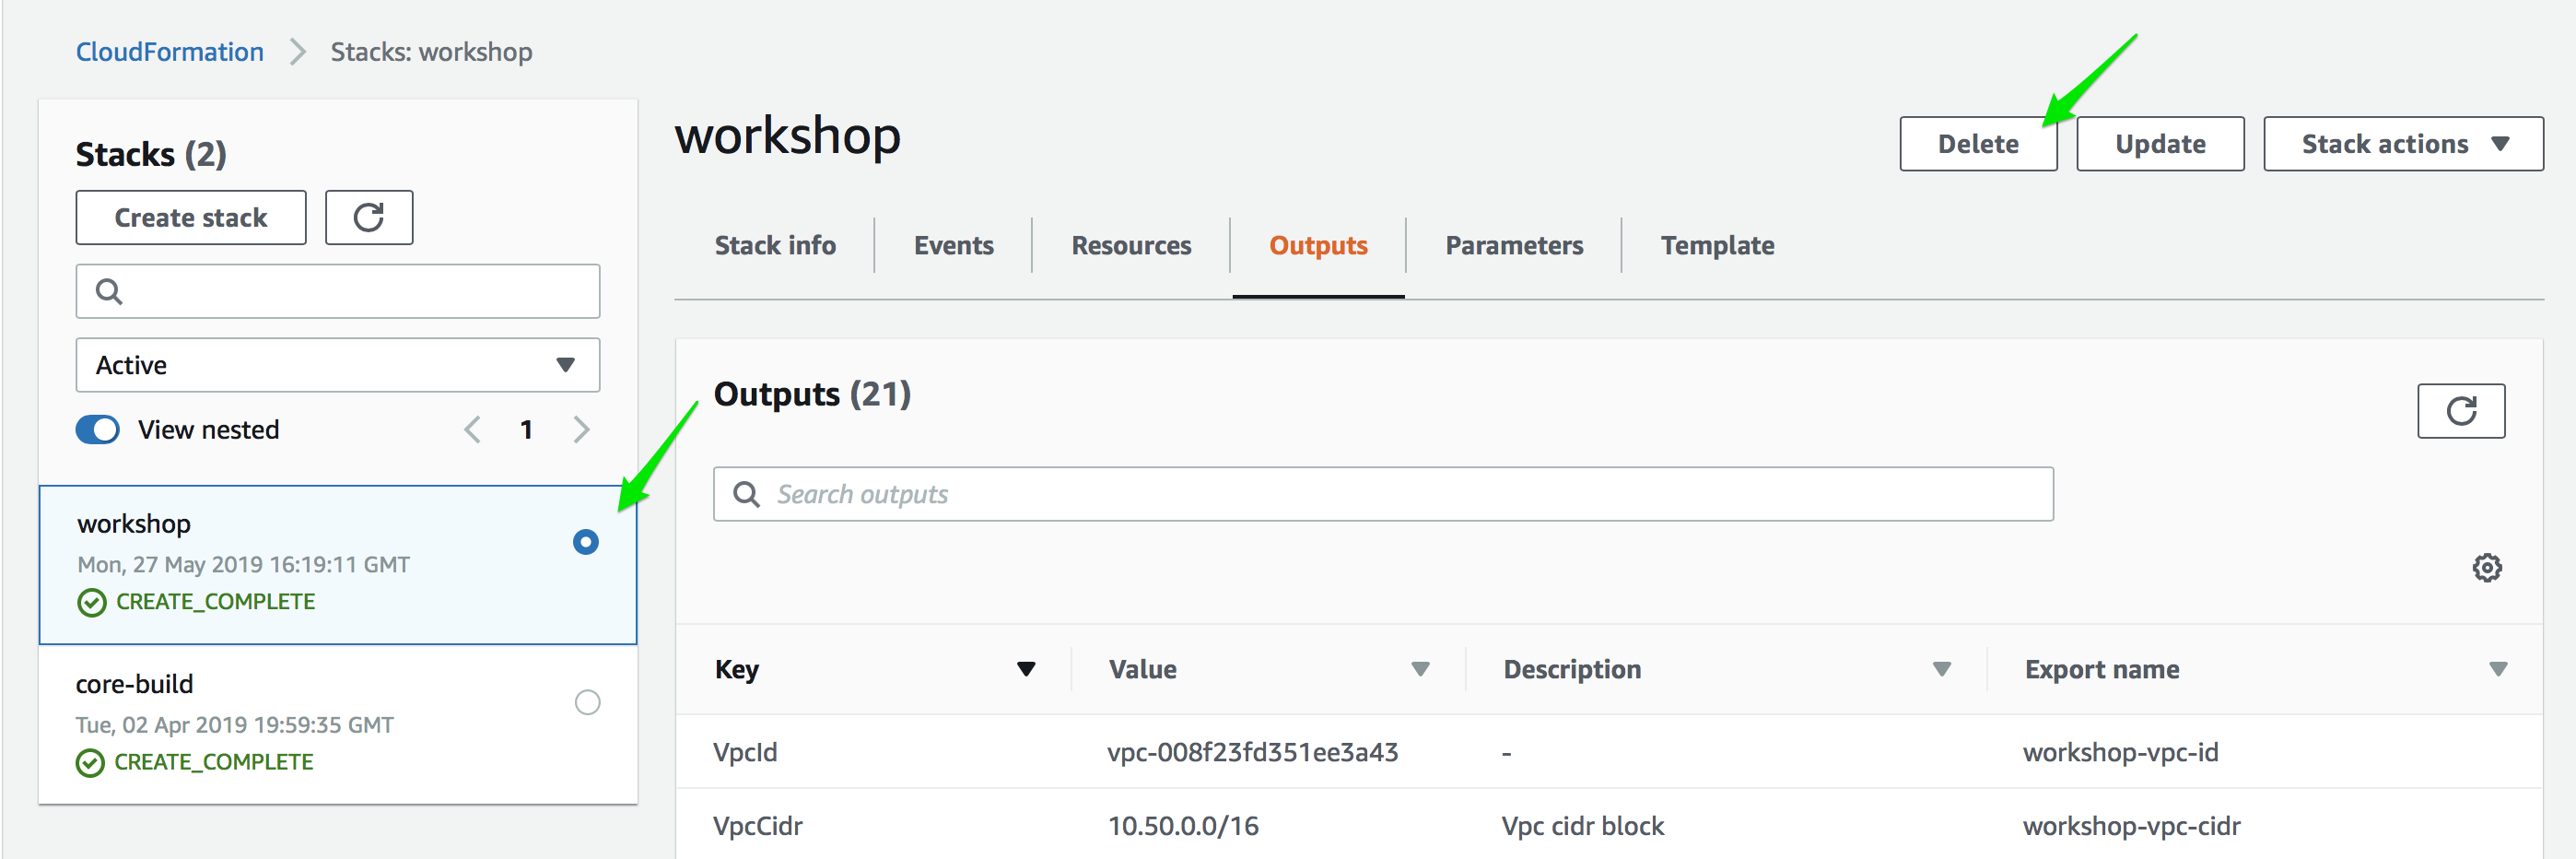 CloudFormation > Stacks: workshop
Stacks (2)
Create stack
Active
View nested
< 1 >
workshop
Mon, 27 May 2019 16:19:11 GMT
CREATE_COMPLETE
core-build
Tue, 02 Apr 2019 19:59:35 GMT
CREATE_COMPLETE
workshop
Delete Update Stack actions
Stack info Events Resources Outputs Parameters Template
Outputs (21)
Search outputs
Key Value Description Export name
VpcId vpc-008f23fd351ee3a43 - workshop-vpc-id
VpcCidr 10.50.0.0/16 Vpc cidr block workshop-vpc-cidr